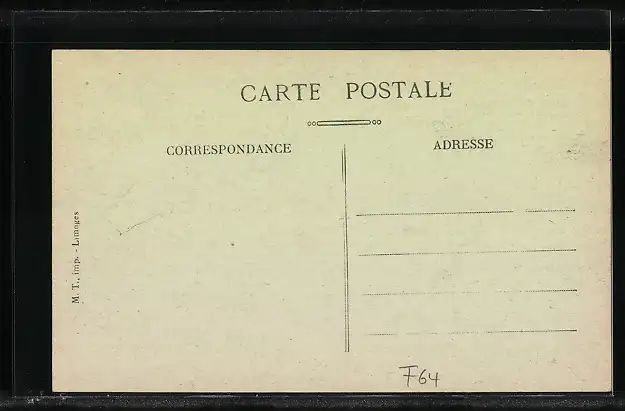 CARTE POSTALE
CORRESPONDANCE
ADRESSE
M. T., imp. - Limoges
F64